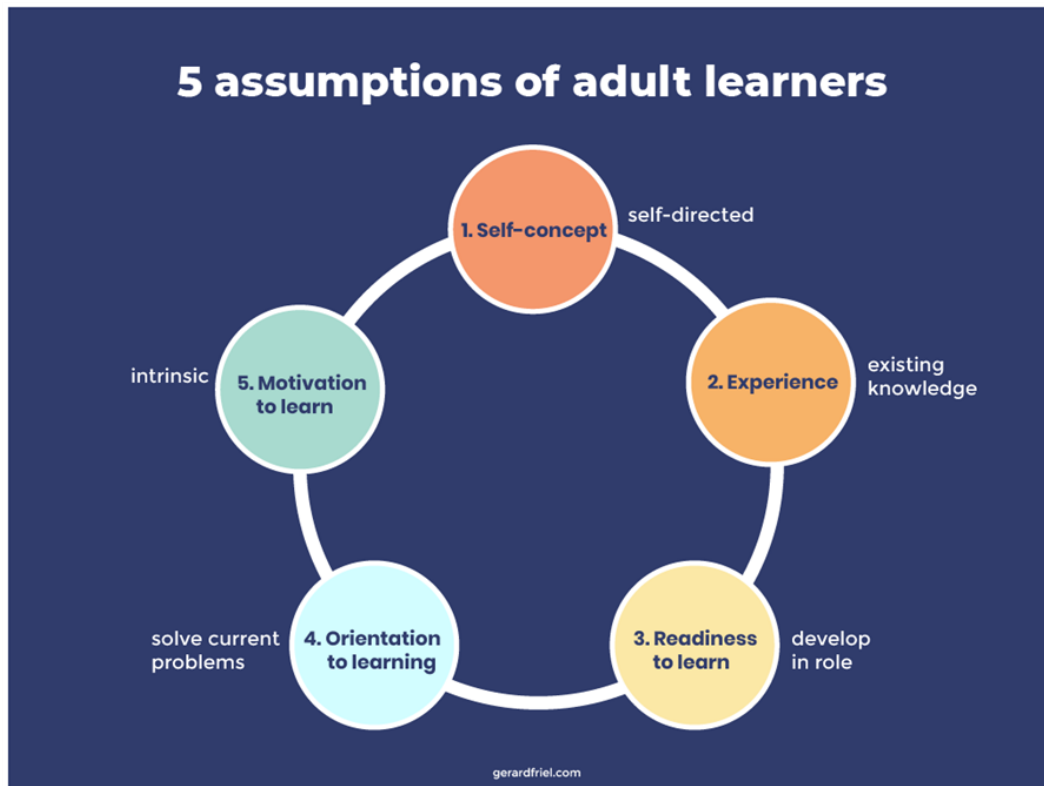 5 assumptions of adult learners
1. Self-concept
self-directed
2. Experience
existing
knowledge
3. Readiness
to learn
develop
in role
4. Orientation
to learning
solve current
problems
5. Motivation
to learn
intrinsic
gerardfriel.com